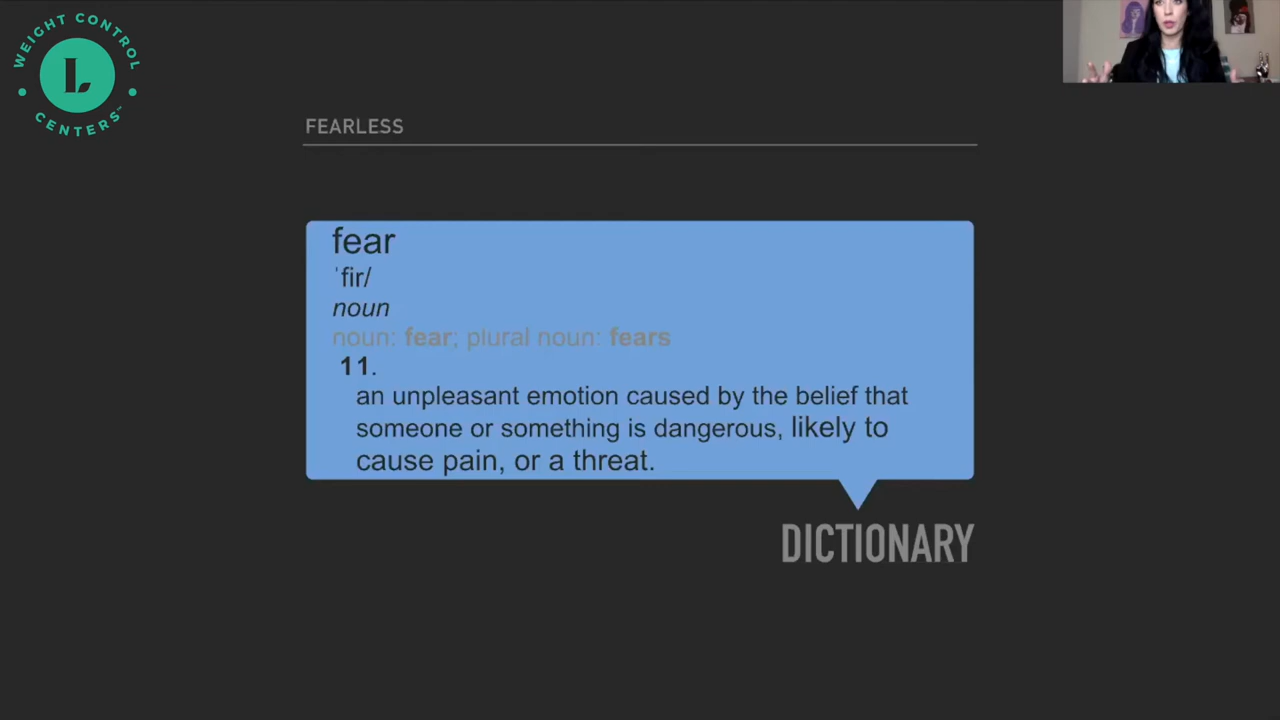 WEIGHT CONTROL
L
CENTERS™
FEARLESS
fear
ˈfir/
noun
noun: fear; plural noun: fears
11.
an unpleasant emotion caused by the belief that
someone or something is dangerous, likely to
cause pain, or a threat.
DICTIONARY